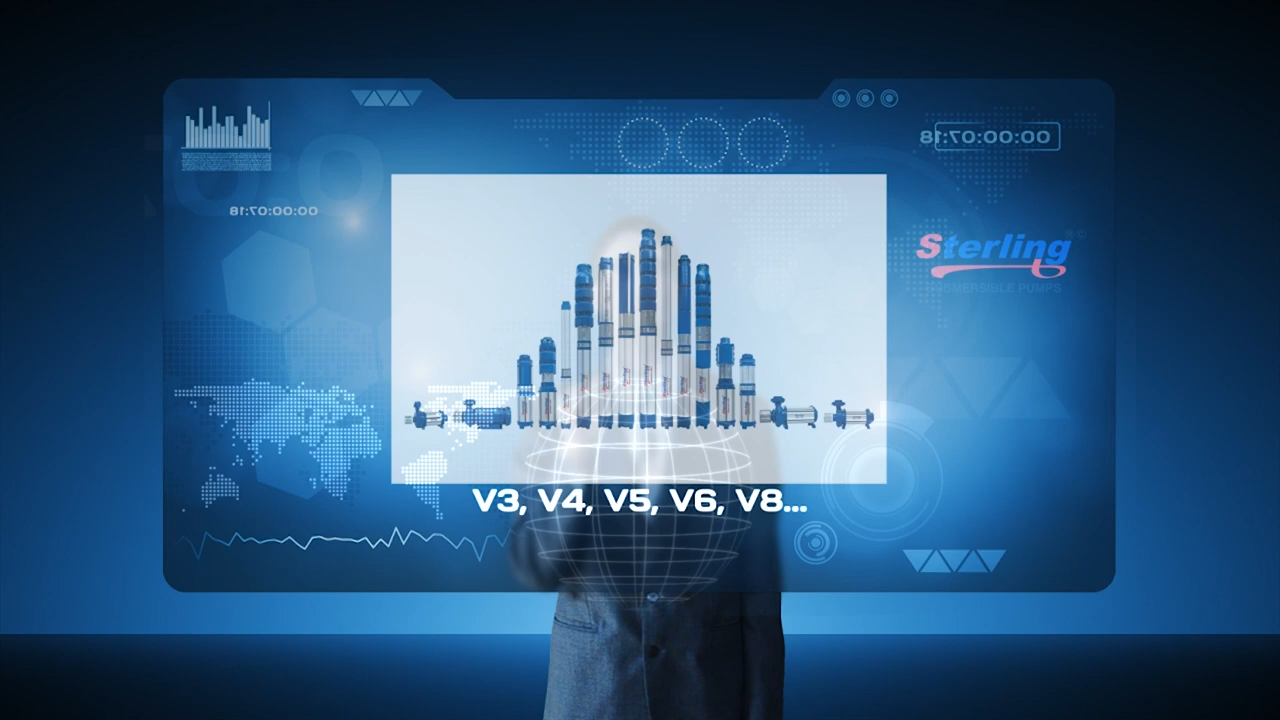 00:00:07:18
00:00:07:18
Sterling
SUBMERSIBLE PUMPS
V3, V4, V5, V6, V8...